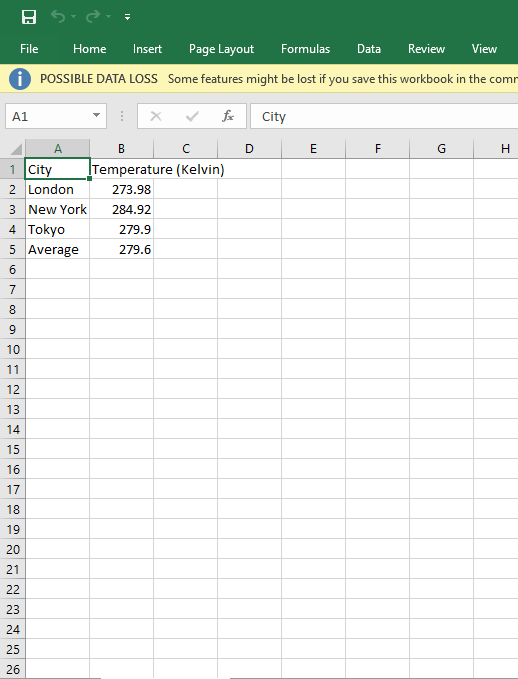 File Home Insert Page Layout Formulas Data Review View
i POSSIBLE DATA LOSS Some features might be lost if you save this workbook in the
A1 fx City
A B C D E F G H
1 City Temperature (Kelvin)
2 London 273.98
3 New York 284.92
4 Tokyo 279.9
5 Average 279.6
6
7
8
9
10
11
12
13
14
15
16
17
18
19
20
21
22
23
24
25
26